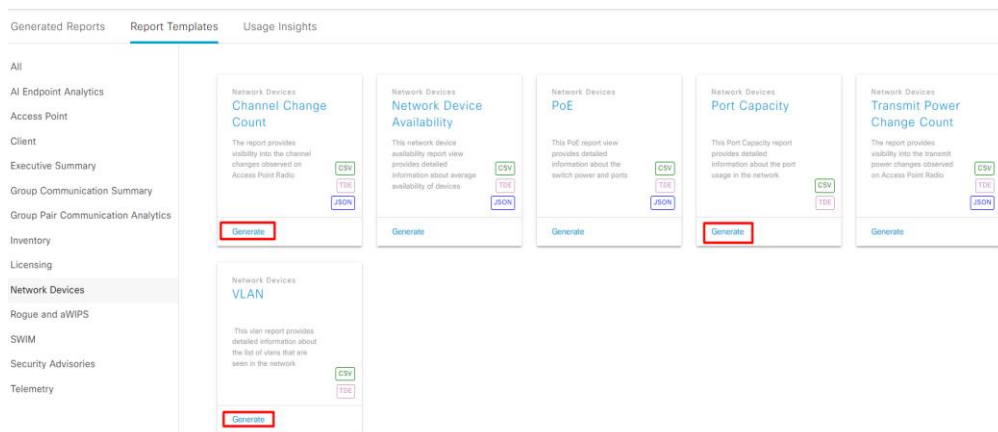 Generated Reports
Report Templates
Usage Insights
All
AI Endpoint Analytics
Access Point
Client
Executive Summary
Group Communication Summary
Group Pair Communication Analytics
Inventory
Licensing
Network Devices
Rogue and aWIPS
SWIM
Security Advisories
Telemetry
Network Devices
Channel Change
Count
The report provides
visibility into the channel
changes observed on
Access Point Radio
CSV
TDE
JSON
Generate
Network Devices
Network Device
Availability
This network device
availability report view
provides detailed
information about average
availability of devices
CSV
TDE
JSON
Generate
Network Devices
PoE
This PoE report view
provides detailed
information about the
switch power and ports
CSV
TDE
JSON
Generate
Network Devices
Port Capacity
This Port Capacity report
provides detailed
information about the port
usage in the network
CSV
TDE
Generate
Network Devices
Transmit Power
Change Count
The report provides
visibility into the transmit
power changes observed
on Access Point Radio
CSV
TDE
JSON
Generate
Network Devices
VLAN
This vlan report provides
detailed information about
the list of vlans that are
seen in the network
CSV
TDE
Generate